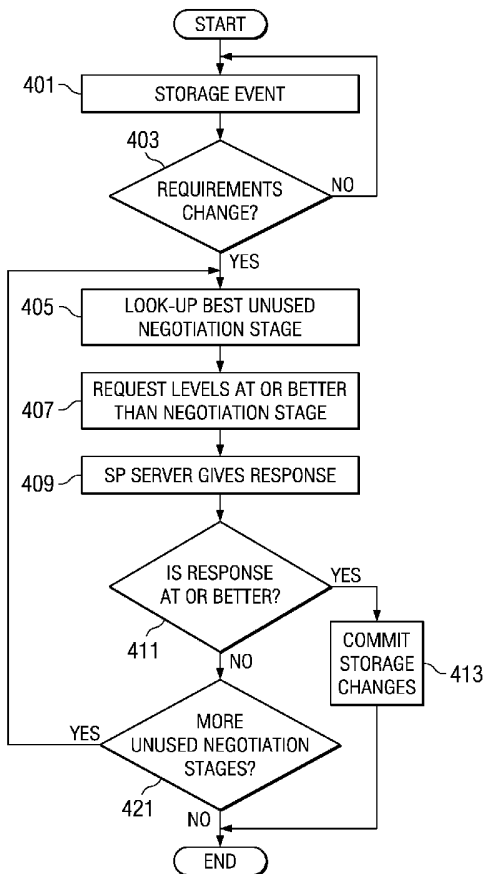 START
401
STORAGE EVENT
403
REQUIREMENTS
CHANGE?
NO
YES
405
LOOK-UP BEST UNUSED
NEGOTIATION STAGE
407
REQUEST LEVELS AT OR BETTER
THAN NEGOTIATION STAGE
409
SP SERVER GIVES RESPONSE
IS RESPONSE
AT OR BETTER?
YES
411
NO
COMMIT
STORAGE
CHANGES
413
YES
MORE
UNUSED NEGOTIATION
STAGES?
421
NO
END